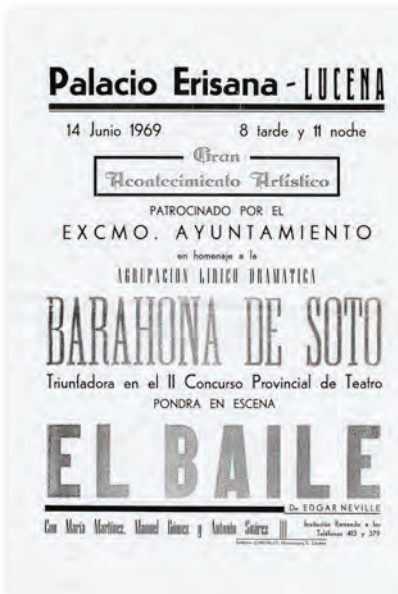 Palacio Erisana - LUCENA
14 Junio 1969 8 tarde y 11 noche
Gran
Acontecimiento Artístico
PATROCINADO POR EL
EXCMO. AYUNTAMIENTO
en homenaje a la
AGRUPACION LIRICO DRAMATICA
BARAHONA DE SOTO
Triunfadora en el II Concurso Provincial de Teatro
PONDRA EN ESCENA
EL BAILE
De EDGAR NEVILLE
Con María Martínez, Manuel Gómez y Antonio Suárez
Invitación llamando a los
Teléfonos 413 y 379